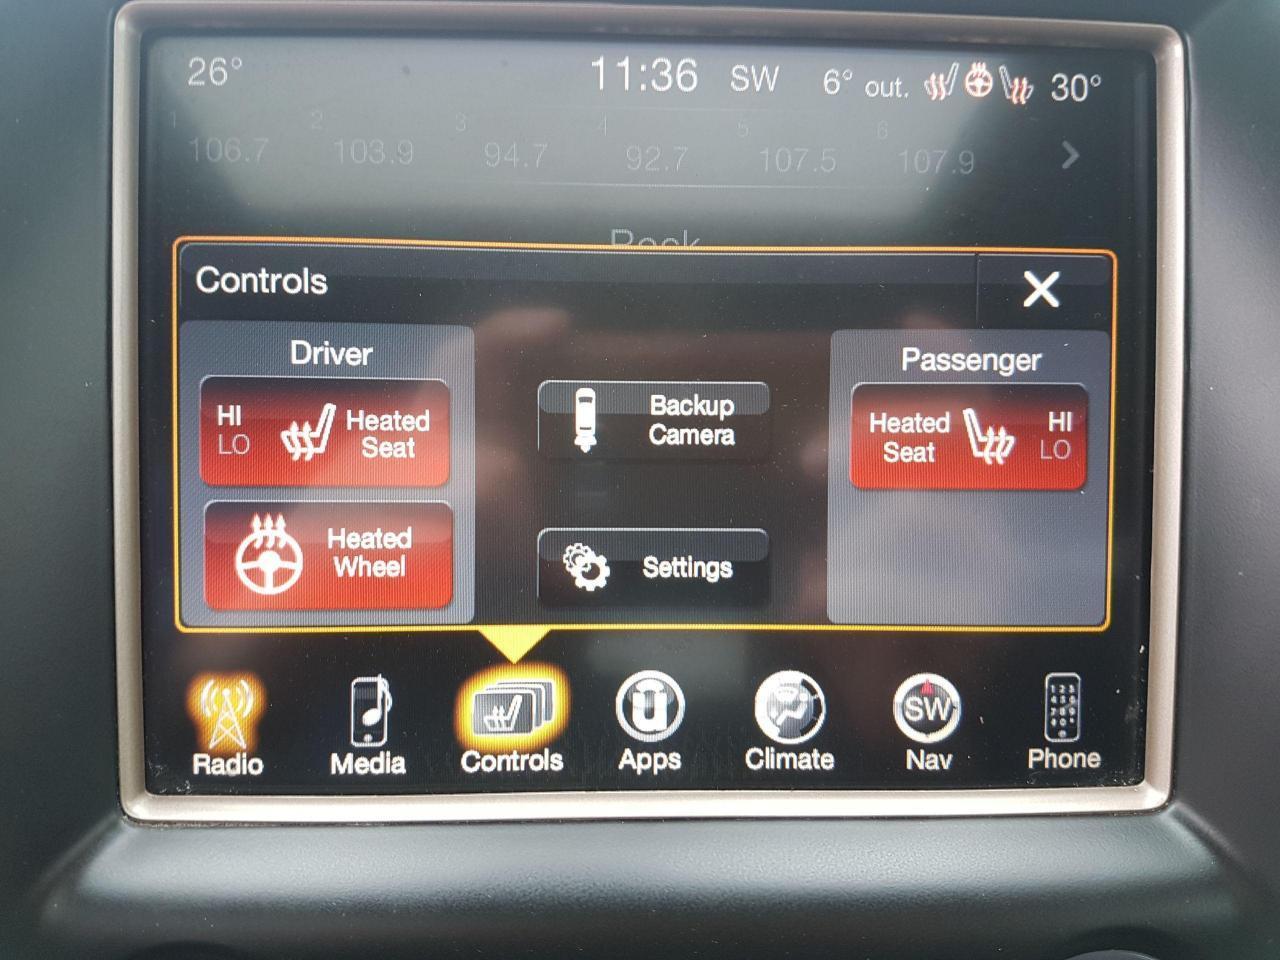 26° 11:36 SW 6° out. 30°
1 2 3 4 5 6
106.7 103.9 94.7 92.7 107.5 107.9
Rock
Controls
Driver
HI
LO
Heated
Seat
Heated
Wheel
Backup
Camera
Settings
Passenger
Heated
Seat
HI
LO
SW
Radio Media Controls Apps Climate Nav Phone